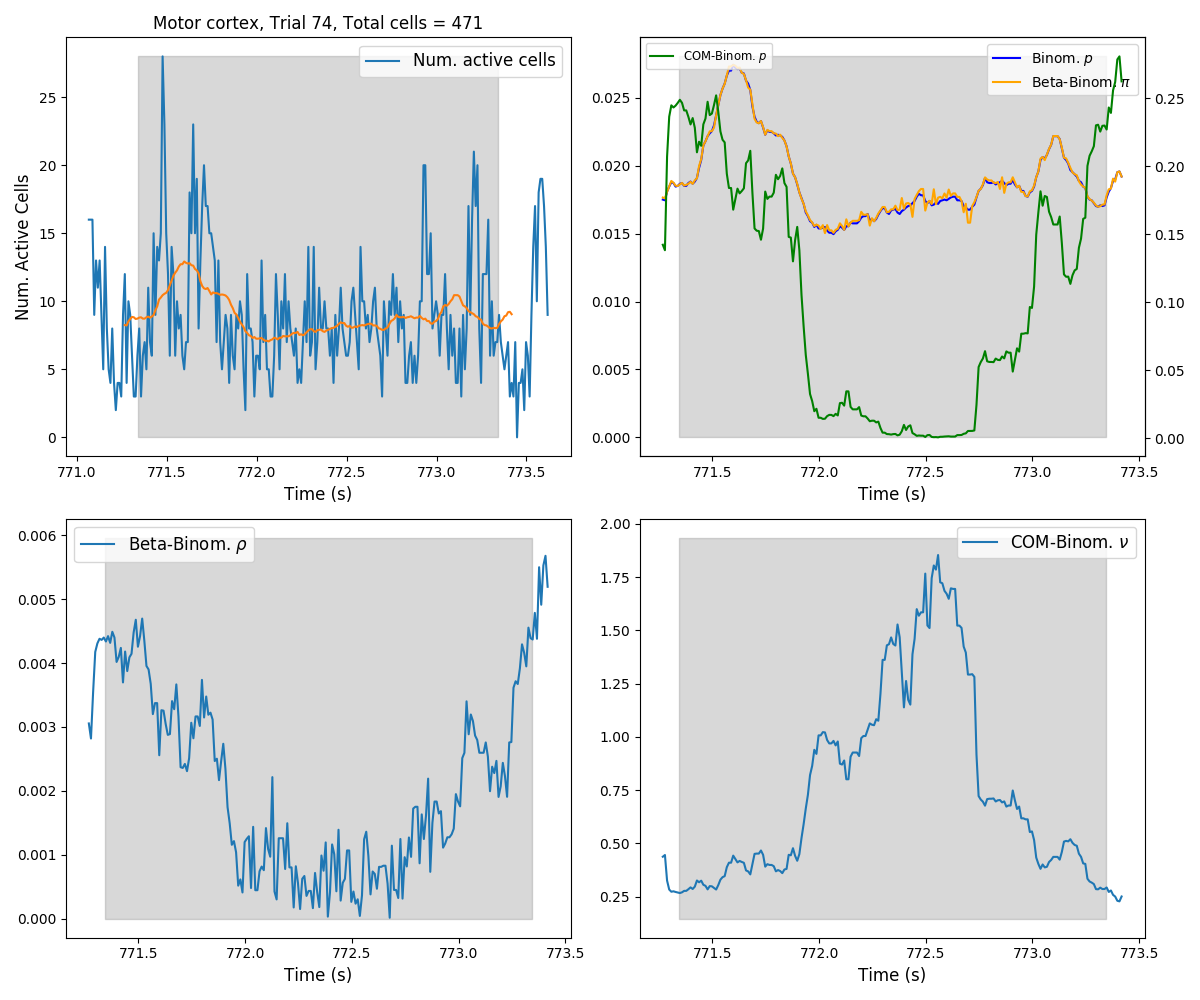 Motor cortex, Trial 74, Total cells = 471
Num. active cells
Num. Active Cells
25
20
15
10
5
0
771.0 771.5 772.0 772.5 773.0 773.5
Time (s)
COM-Binom. p
Binom. p
Beta-Binom. π
0.025
0.020
0.015
0.010
0.005
0.000
0.25
0.20
0.15
0.10
0.05
0.00
771.5 772.0 772.5 773.0 773.5
Time (s)
Beta-Binom. ρ
0.006
0.005
0.004
0.003
0.002
0.001
0.000
771.5 772.0 772.5 773.0 773.5
Time (s)
COM-Binom. ν
2.00
1.75
1.50
1.25
1.00
0.75
0.50
0.25
771.5 772.0 772.5 773.0 773.5
Time (s)